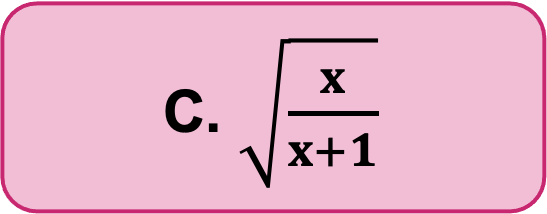 C. √(x/(x+1))